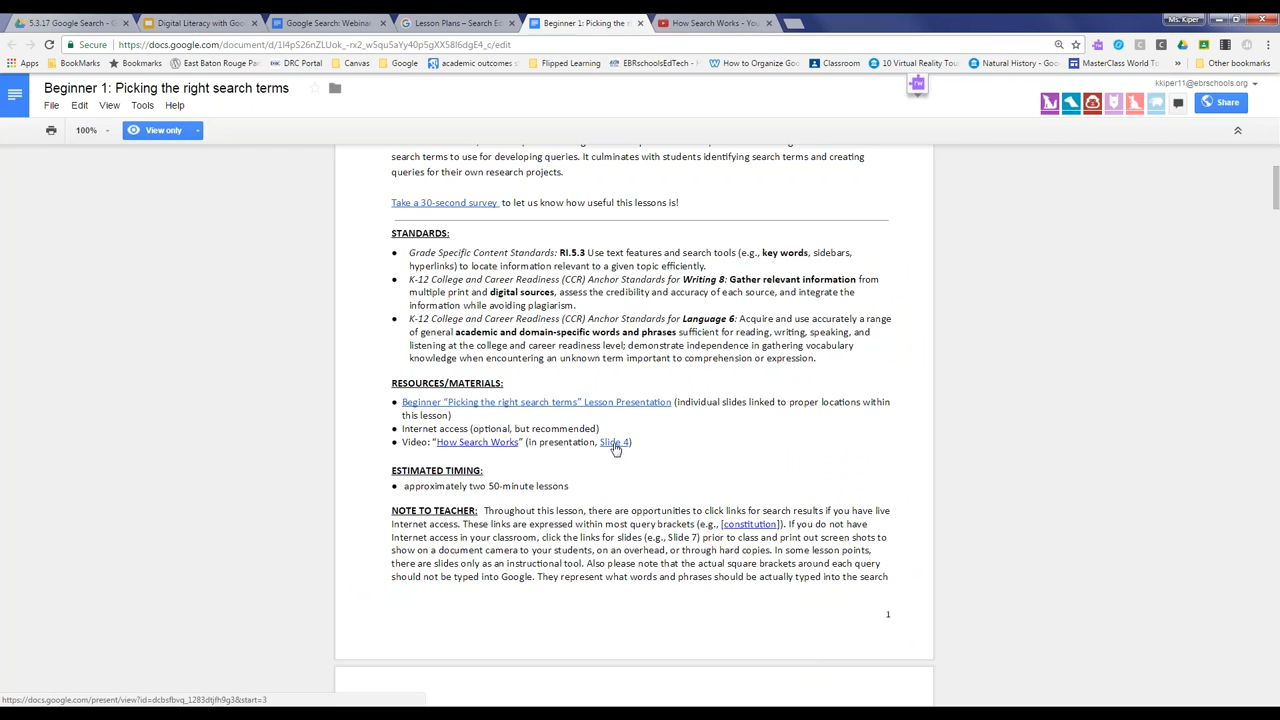 5.3.17 Google Search - G
Digital Literacy with Goo
Google Search: Webinar
Lesson Plans – Search Ed
Beginner 1: Picking the ri
How Search Works - You
Ms. Kiper
Secure
Apps
BookMarks
Bookmarks
East Baton Rouge Par
DRC Portal
Canvas
Google
academic outcomes
Flipped Learning
EBRSchoolsEdTech - 
How to Organize Goo
Classroom
10 Virtual Reality Tour
Natural History - Goo
MasterClass World To
Other bookmarks
Beginner 1: Picking the right search terms
kkiper11@ebrschools.org
File Edit View Tools Help
Share
100%
View only
search terms to use for developing queries. It culminates with students identifying search terms and creating
queries for their own research projects.
Take a 30-second survey to let us know how useful this lessons is!
STANDARDS:
● Grade Specific Content Standards: RI.5.3 Use text features and search tools (e.g., key words, sidebars,
hyperlinks) to locate information relevant to a given topic efficiently.
● K-12 College and Career Readiness (CCR) Anchor Standards for Writing 8: Gather relevant information from
multiple print and digital sources, assess the credibility and accuracy of each source, and integrate the
information while avoiding plagiarism.
● K-12 College and Career Readiness (CCR) Anchor Standards for Language 6: Acquire and use accurately a range
of general academic and domain-specific words and phrases sufficient for reading, writing, speaking, and
listening at the college and career readiness level; demonstrate independence in gathering vocabulary
knowledge when encountering an unknown term important to comprehension or expression.
RESOURCES/MATERIALS:
● Beginner "Picking the right search terms" Lesson Presentation (individual slides linked to proper locations within
this lesson)
● Internet access (optional, but recommended)
● Video: "How Search Works" (in presentation, Slide 4)
ESTIMATED TIMING:
● approximately two 50-minute lessons
NOTE TO TEACHER: Throughout this lesson, there are opportunities to click links for search results if you have live
Internet access. These links are expressed within most query brackets (e.g., [constitution]). If you do not have
Internet access in your classroom, click the links for slides (e.g., Slide 7) prior to class and print out screen shots to
show on a document camera to your students, on an overhead, or through hard copies. In some lesson points,
there are slides only as an instructional tool. Also please note that the actual square brackets around each query
should not be typed into Google. They represent what words and phrases should be actually typed into the search
1